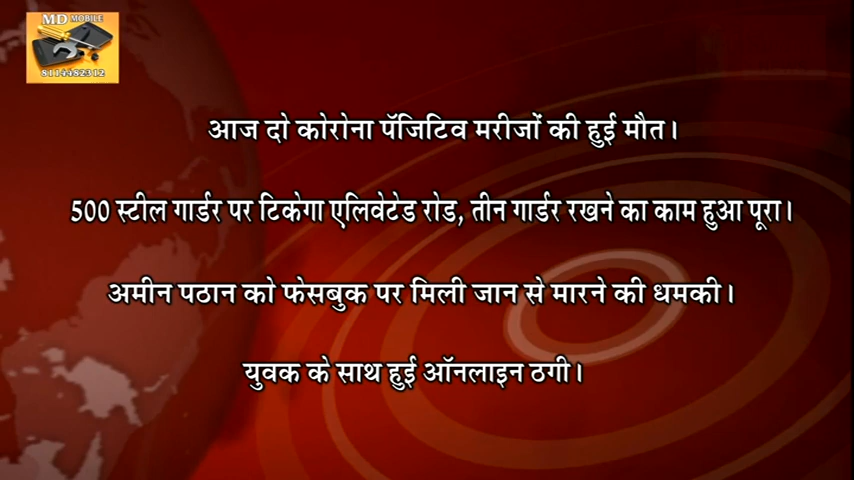 MD MOBILE
8114482312
आज दो कोरोना पॅजिटिव मरीजों की हुई मौत।
500 स्टील गार्डर पर टिकेगा एलिवेटेड रोड, तीन गार्डर रखने का काम हुआ पूरा।
अमीन पठान को फेसबुक पर मिली जान से मारने की धमकी।
युवक के साथ हुई ऑनलाइन ठगी।